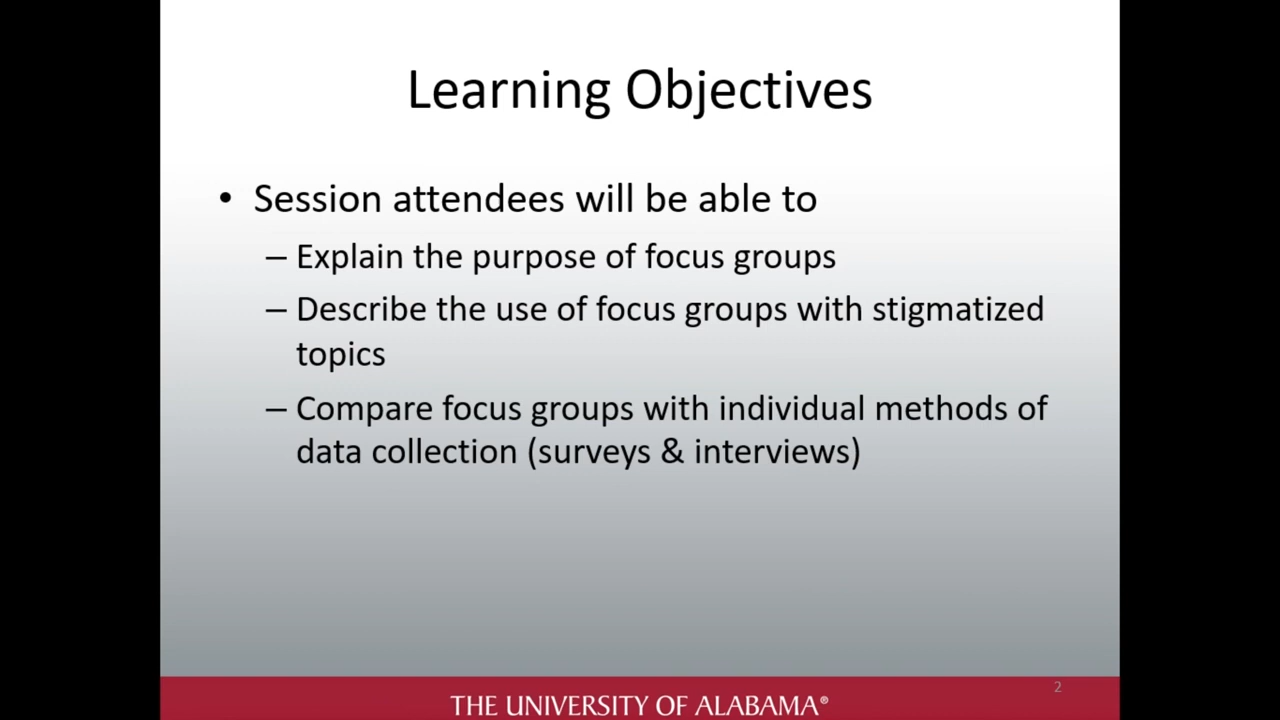 Learning Objectives
• Session attendees will be able to
– Explain the purpose of focus groups
– Describe the use of focus groups with stigmatized
topics
– Compare focus groups with individual methods of
data collection (surveys & interviews)
2
THE UNIVERSITY OF ALABAMA®